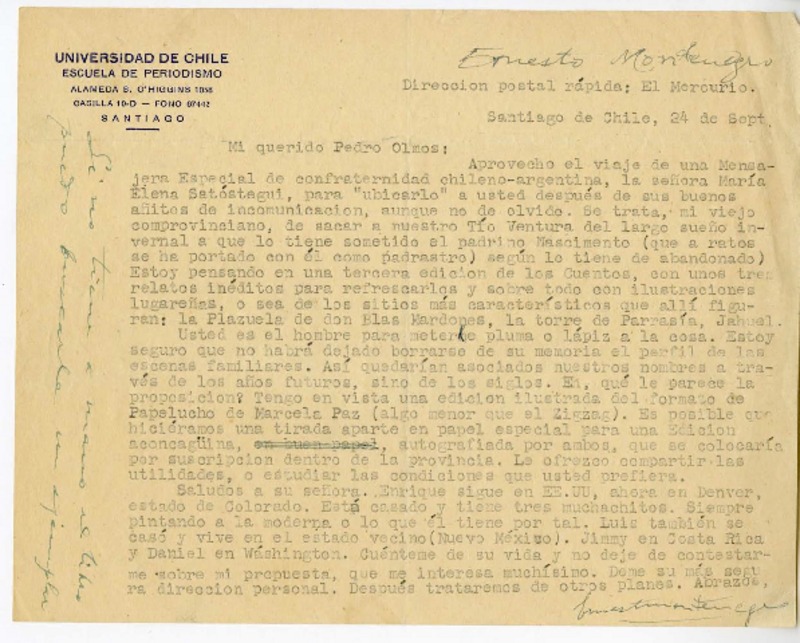 UNIVERSIDAD DE CHILE
ESCUELA DE PERIODISMO
ALAMEDA B. O'HIGGINS 1058
CASILLA 10-D — FONO 87442
SANTIAGO
Ernesto Montenegro
Direccion postal rápida; El Mercurio.
Santiago de Chile, 24 de Sept.
Mi querido Pedro Olmos;
Aprovecho el viaje de una Mensa-
jera Especial de confraternidad chileno-argentina, la señora María
Elena Satóstegui, para "ubicarlo" a usted después de sus buenos
añitos de incomunicacion, aunque no de olvido. Se trata, mi viejo
comprovinciano, de sacar a nuestro Tío Ventura del largo sueño in-
vernal a que lo tiene sometido el padrino Nascimento (que a ratos
se ha portado con él como padrastro) según lo tiene de abandonado)
Estoy pensando en una tercera edicion de los Cuentos, con unos tres
relatos inéditos para refrescarlos y sobre todo con ilustraciones
lugareñas, o sea de los sitios más característicos que allí figu-
ran; la Plazuela de don Blas Mardones, la torre de Parrasía, Jahuel.
Usted es el hombre para meterle pluma o lápiz a la cosa. Estoy
seguro que no habrá dejado borrarse de su memoria el perfil de las
escenas familiares. Así quedarían asociados nuestros nombres a tra-
vés de los años futuros, sino de los siglos. Eh, qué le parece la
proposicion? Tengo en vista una edicion ilustrada del formato de
Papelucho de Marcela Paz (algo menor que el Zigzag). Es posible que
hiciéramos una tirada aparte en papel especial para una Edicion
aconcagüina, en buen papel, autografiada por ambos, que se colocaría
por suscripcion dentro de la provincia. Le ofrezco compartir las
utilidades, o estudiar las condiciones que usted prefiera.
Saludos a su señora. Enrique sigue en EE.UU, ahora en Denver,
estado de Colorado. Está casado y tiene tres muchachitos. Siempre
pintando a la moderna o lo que él tiene por tal. Luis también se
casó y vive en el estado vecino(Nuevo México). Jimmy en Costa Rica
y Daniel en Wáshington. Cuénteme de su vida y no deje de contestar-
me sobre mi propuesta, que me interesa muchísimo. Deme su más segu
ra direccion personal. Después trataremos de otros planes. Abrazos,
Ernesto Montenegro
Si no tiene a mano el libro
puedo buscarle un ejemplar